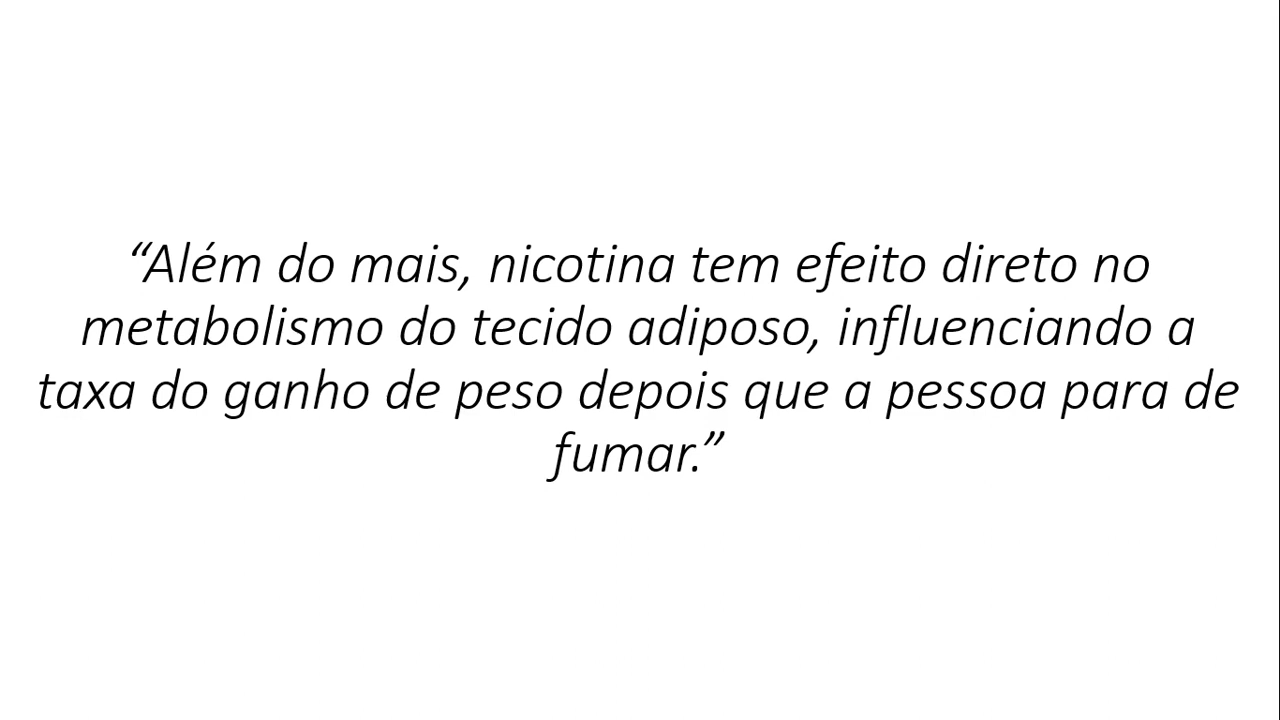 “Além do mais, nicotina tem efeito direto no
metabolismo do tecido adiposo, influenciando a
taxa do ganho de peso depois que a pessoa para de
fumar.”